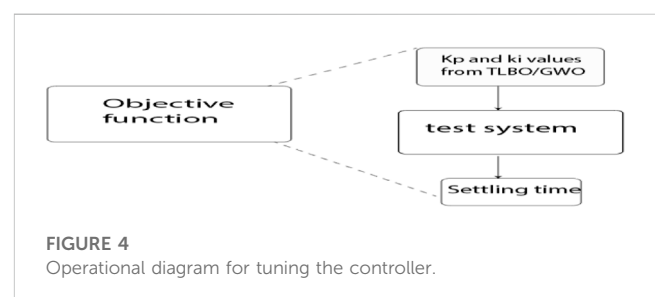 Kp and ki values
from TLBO/GWO
Objective
function
test system
Settling time
FIGURE 4
Operational diagram for tuning the controller.